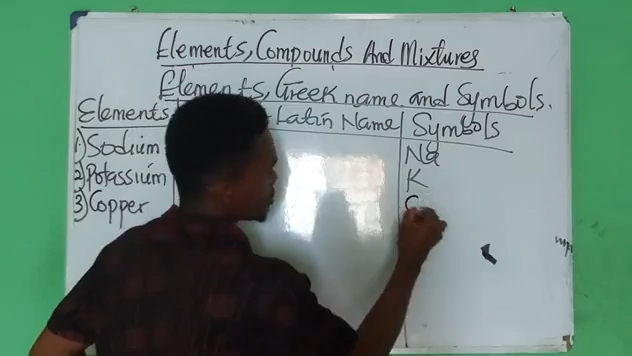 Elements, Compounds And Mixtures
Elements, Greek name and Symbols.
Elements Latin Name Symbols
1) Sodium Na
2) Potassium K
3) Copper C